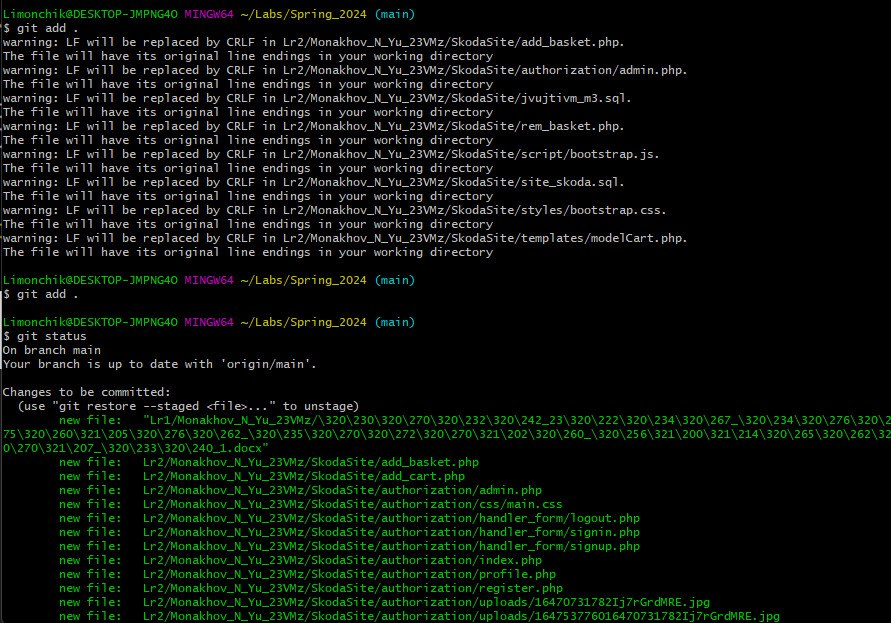 Limonchik@DESKTOP-JMPNG4O MINGW64 ~/Labs/Spring_2024 (main)
$ git add .
warning: LF will be replaced by CRLF in Lr2/Monakhov_N_Yu_23VMz/SkodaSite/add_basket.php.
The file will have its original line endings in your working directory
warning: LF will be replaced by CRLF in Lr2/Monakhov_N_Yu_23VMz/SkodaSite/authorization/admin.php.
The file will have its original line endings in your working directory
warning: LF will be replaced by CRLF in Lr2/Monakhov_N_Yu_23VMz/SkodaSite/jvujtivm_m3.sql.
The file will have its original line endings in your working directory
warning: LF will be replaced by CRLF in Lr2/Monakhov_N_Yu_23VMz/SkodaSite/rem_basket.php.
The file will have its original line endings in your working directory
warning: LF will be replaced by CRLF in Lr2/Monakhov_N_Yu_23VMz/SkodaSite/script/bootstrap.js.
The file will have its original line endings in your working directory
warning: LF will be replaced by CRLF in Lr2/Monakhov_N_Yu_23VMz/SkodaSite/site_skoda.sql.
The file will have its original line endings in your working directory
warning: LF will be replaced by CRLF in Lr2/Monakhov_N_Yu_23VMz/SkodaSite/styles/bootstrap.css.
The file will have its original line endings in your working directory
warning: LF will be replaced by CRLF in Lr2/Monakhov_N_Yu_23VMz/SkodaSite/templates/modelCart.php.
The file will have its original line endings in your working directory
Limonchik@DESKTOP-JMPNG4O MINGW64 ~/Labs/Spring_2024 (main)
$ git add .
Limonchik@DESKTOP-JMPNG4O MINGW64 ~/Labs/Spring_2024 (main)
$ git status
On branch main
Your branch is up to date with 'origin/main'.
Changes to be committed:
(use "git restore --staged <file>..." to unstage)
new file: "Lr1/Monakhov_N_Yu_23VMz/\320\230\320\270\320\232\320\242_23\320\222\320\234\320\267_\320\234\320\276\320\2
75\320\260\321\205\320\276\320\262_\320\235\320\270\320\272\320\270\321\202\320\260_\320\256\321\200\321\214\320\265\320\262\32
0\270\321\207_\320\233\320\240_1.docx"
new file: Lr2/Monakhov_N_Yu_23VMz/SkodaSite/add_basket.php
new file: Lr2/Monakhov_N_Yu_23VMz/SkodaSite/add_cart.php
new file: Lr2/Monakhov_N_Yu_23VMz/SkodaSite/authorization/admin.php
new file: Lr2/Monakhov_N_Yu_23VMz/SkodaSite/authorization/css/main.css
new file: Lr2/Monakhov_N_Yu_23VMz/SkodaSite/authorization/handler_form/logout.php
new file: Lr2/Monakhov_N_Yu_23VMz/SkodaSite/authorization/handler_form/signin.php
new file: Lr2/Monakhov_N_Yu_23VMz/SkodaSite/authorization/handler_form/signup.php
new file: Lr2/Monakhov_N_Yu_23VMz/SkodaSite/authorization/index.php
new file: Lr2/Monakhov_N_Yu_23VMz/SkodaSite/authorization/profile.php
new file: Lr2/Monakhov_N_Yu_23VMz/SkodaSite/authorization/register.php
new file: Lr2/Monakhov_N_Yu_23VMz/SkodaSite/authorization/uploads/16470731782Ij7rGrdMRE.jpg
new file: Lr2/Monakhov_N_Yu_23VMz/SkodaSite/authorization/uploads/164753776016470731782Ij7rGrdMRE.jpg